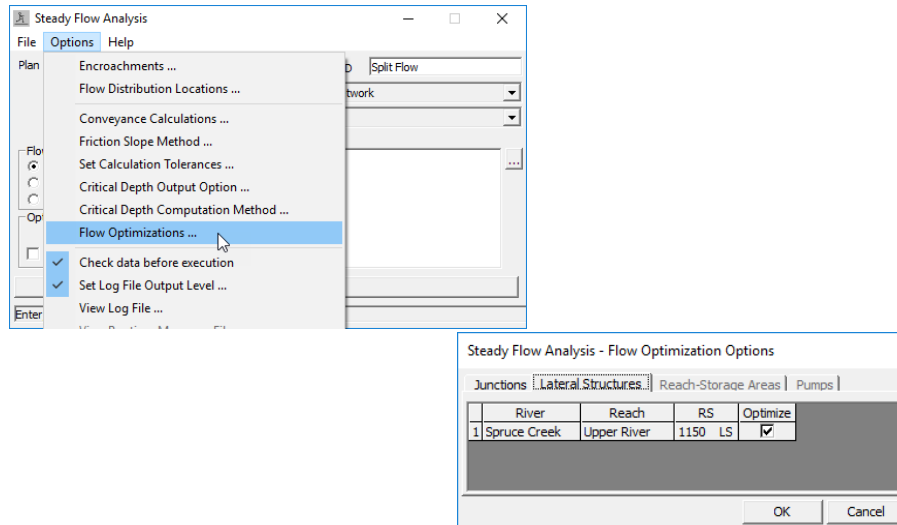 Steady Flow Analysis
File Options Help
Plan
Split Flow
Encroachments ...
Flow Distribution Locations ...
twork
Conveyance Calculations ...
Friction Slope Method ...
Flo
Set Calculation Tolerances ...
...
Critical Depth Output Option ...
Critical Depth Computation Method ...
Op
Flow Optimizations ...
Check data before execution
Set Log File Output Level ...
View Log File ...
Enter
Steady Flow Analysis - Flow Optimization Options
Junctions Lateral Structures Reach-Storage Areas Pumps
River Reach RS Optimize
1 Spruce Creek Upper River 1150 LS
OK Cancel